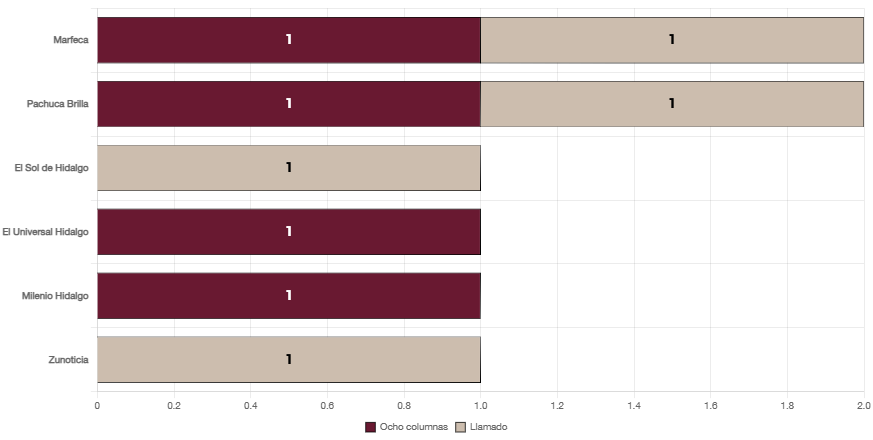 Marfeca 1 1
Pachuca Brilla 1 1
El Sol de Hidalgo 1
El Universal Hidalgo 1
Milenio Hidalgo 1
Zunoticia 1
0 0.2 0.4 0.6 0.8 1.0 1.2 1.4 1.6 1.8 2.0
Ocho columnas Llamado